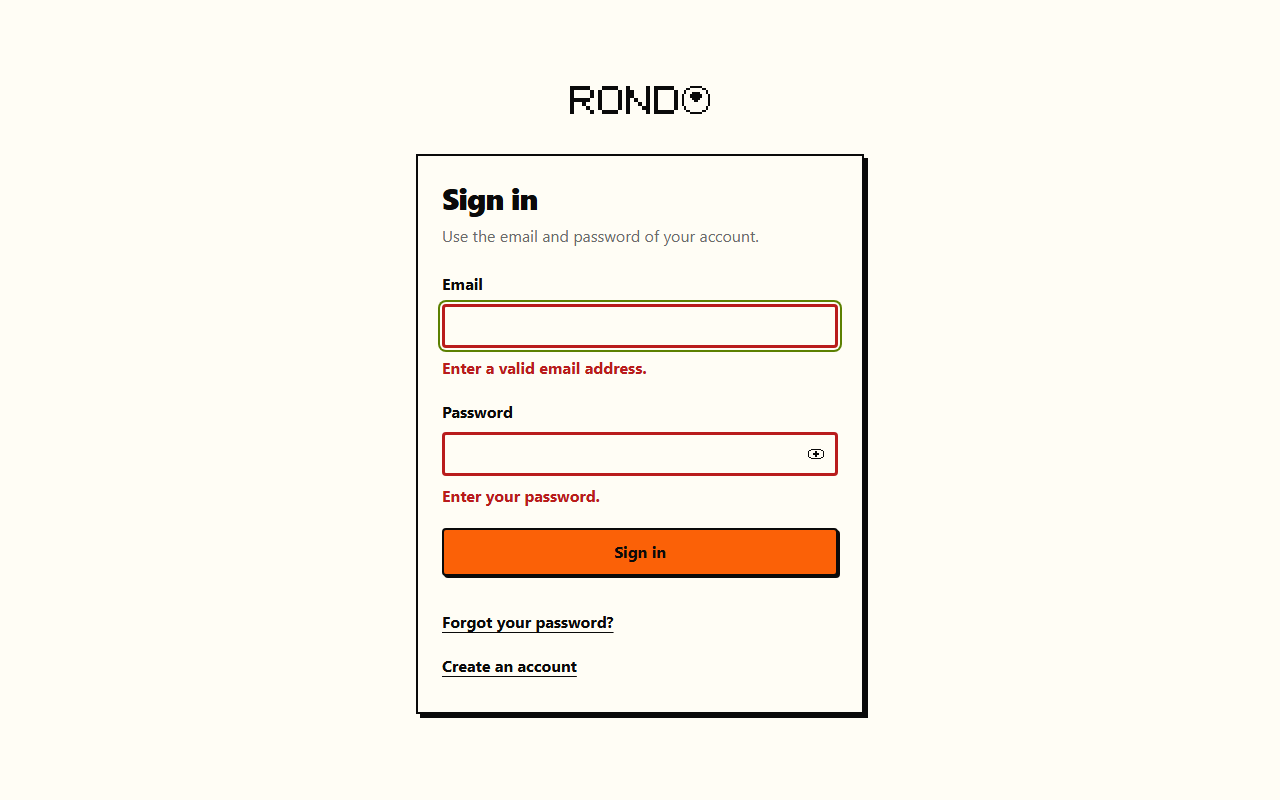 RONDO
Sign in
Use the email and password of your account.
Email
Enter a valid email address.
Password
Enter your password.
Sign in
Forgot your password?
Create an account